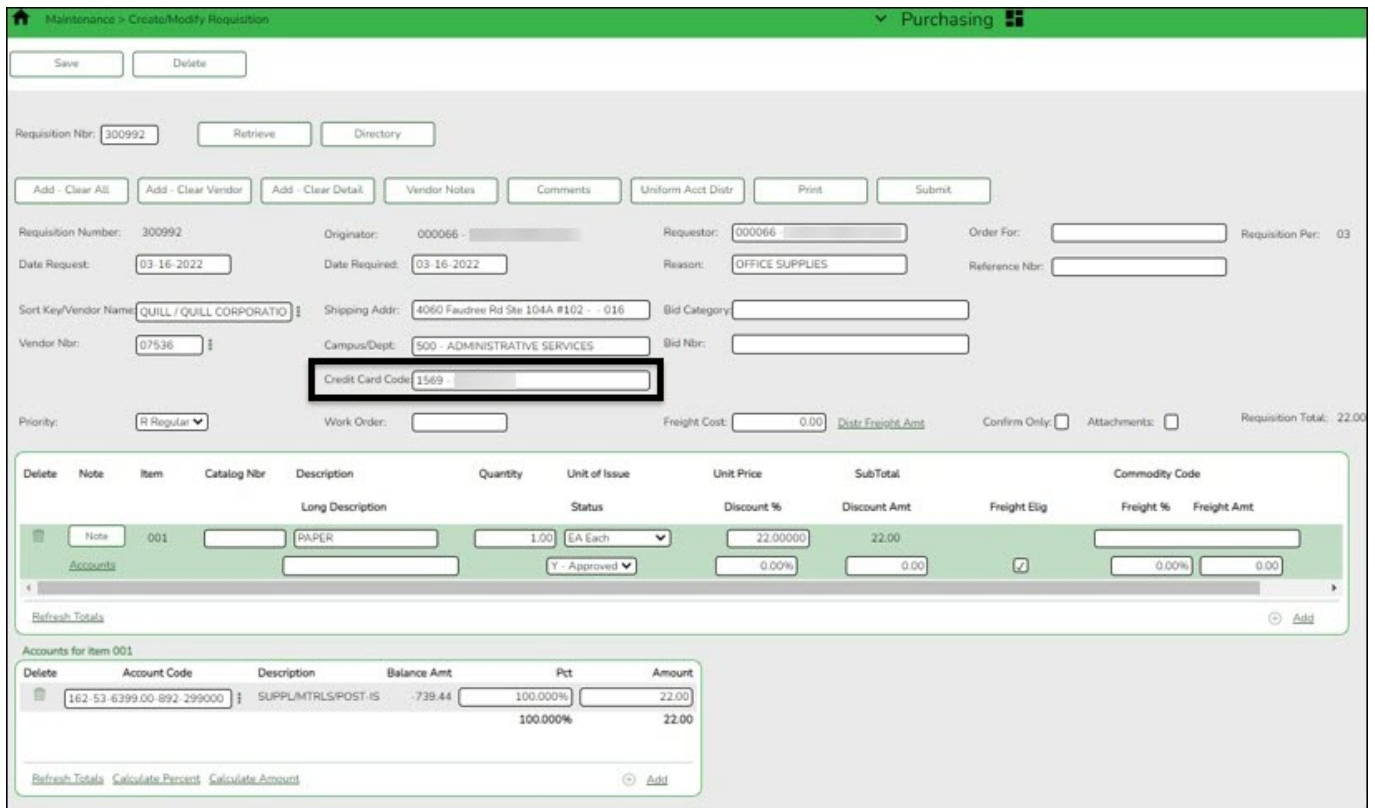 Maintenance > Create/Modify Requisition Purchasing
Save Delete
Requisition Nbr: 300992 Retrieve Directory
Add - Clear All Add - Clear Vendor Add - Clear Detail Vendor Notes Comments Uniform Acct Distr Print Submit
Requisition Number: 300992 Originator: 000066 - Requestor: 000066 - Order For: Requisition Per: 03
Date Request: 03-16-2022 Date Required: 03-16-2022 Reason: OFFICE SUPPLIES Reference Nbr:
Sort Key/Vendor Name: QUILL / QUILL CORPORATIO Shipping Addr: 4060 Faudree Rd Ste 104A #102 - - 016 Bid Category:
Vendor Nbr: 07536 Campus/Dept: 500 - ADMINISTRATIVE SERVICES Bid Nbr:
Credit Card Code: 1569 -
Priority: R Regular Work Order: Freight Cost: 0.00 Distr Freight Amt Confirm Only: Attachments: Requisition Total: 22.00
Delete Note Item Catalog Nbr Description Quantity Unit of Issue Unit Price SubTotal Commodity Code
Long Description Status Discount % Discount Amt Freight Elig Freight % Freight Amt
Note 001 PAPER 1.00 EA Each 22.00000 22.00
Accounts Y - Approved 0.00% 0.00 0.00% 0.00
Refresh Totals Add
Accounts for Item 001
Delete Account Code Description Balance Amt Pct Amount
162-53-6399.00-892-299000 SUPPL/MTRLS/POST-IS -739.44 100.000% 22.00
100.000% 22.00
Refresh Totals Calculate Percent Calculate Amount Add